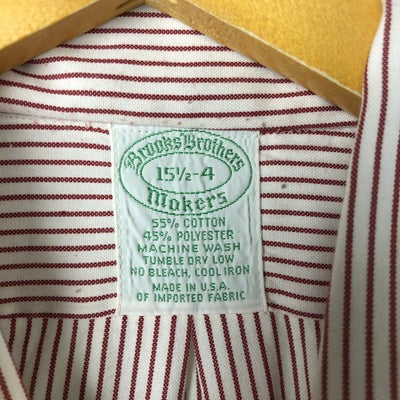 Brooks Brothers
15½-4
Makers
55% COTTON
45% POLYESTER
MACHINE WASH
TUMBLE DRY LOW
NO BLEACH, COOL IRON
MADE IN U.S.A.
OF IMPORTED FABRIC